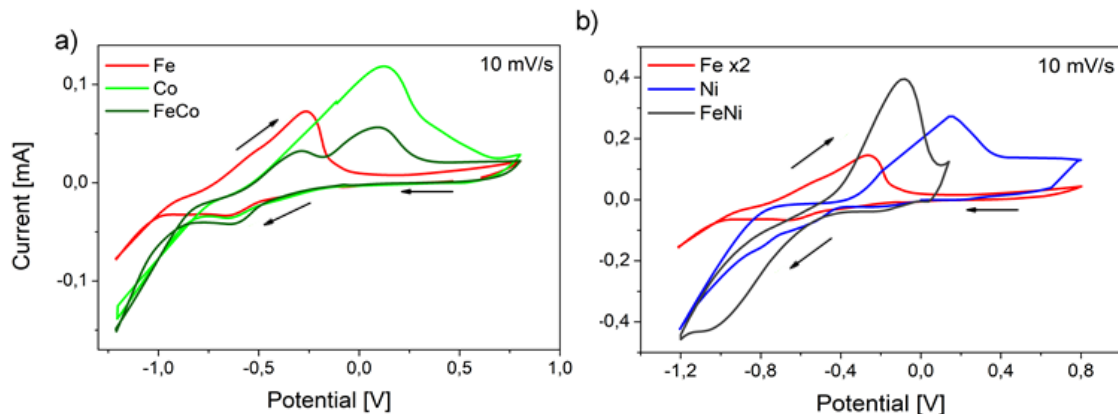 a)
10 mV/s
Fe
Co
FeCo
0,1
0,0
-0,1
Current [mA]
-1,0
-0,5
0,0
0,5
1,0
Potential [V]
b)
10 mV/s
Fe x2
Ni
FeNi
0,4
0,2
0,0
-0,2
-0,4
-1,2
-0,8
-0,4
0,0
0,4
0,8
Potential [V]